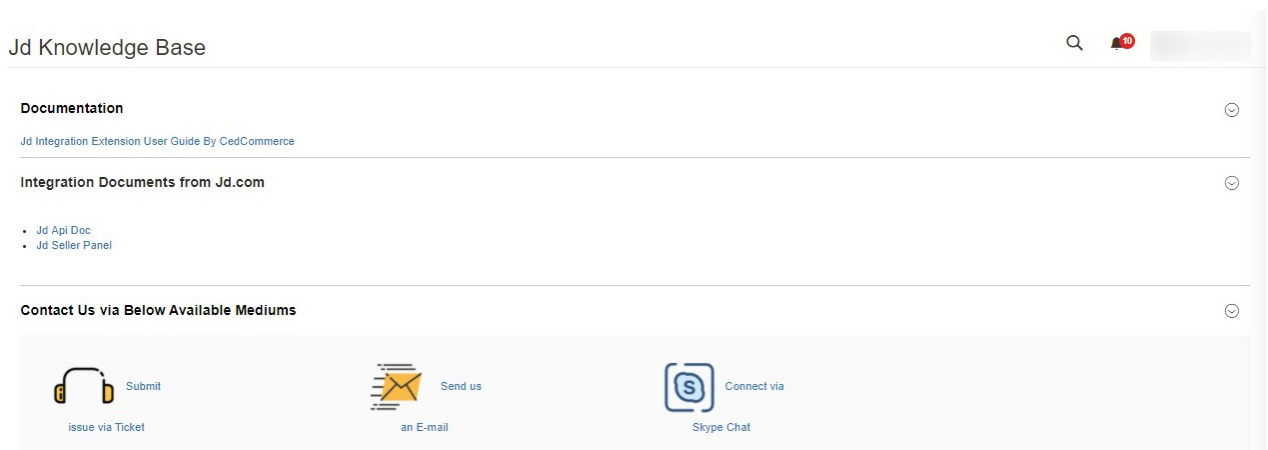 Jd Knowledge Base
10
Documentation
Jd Integration Extension User Guide By CedCommerce
Integration Documents from Jd.com
Jd Api Doc
Jd Seller Panel
Contact Us via Below Available Mediums
Submit
issue via Ticket
Send us
an E-mail
S
Connect via
Skype Chat